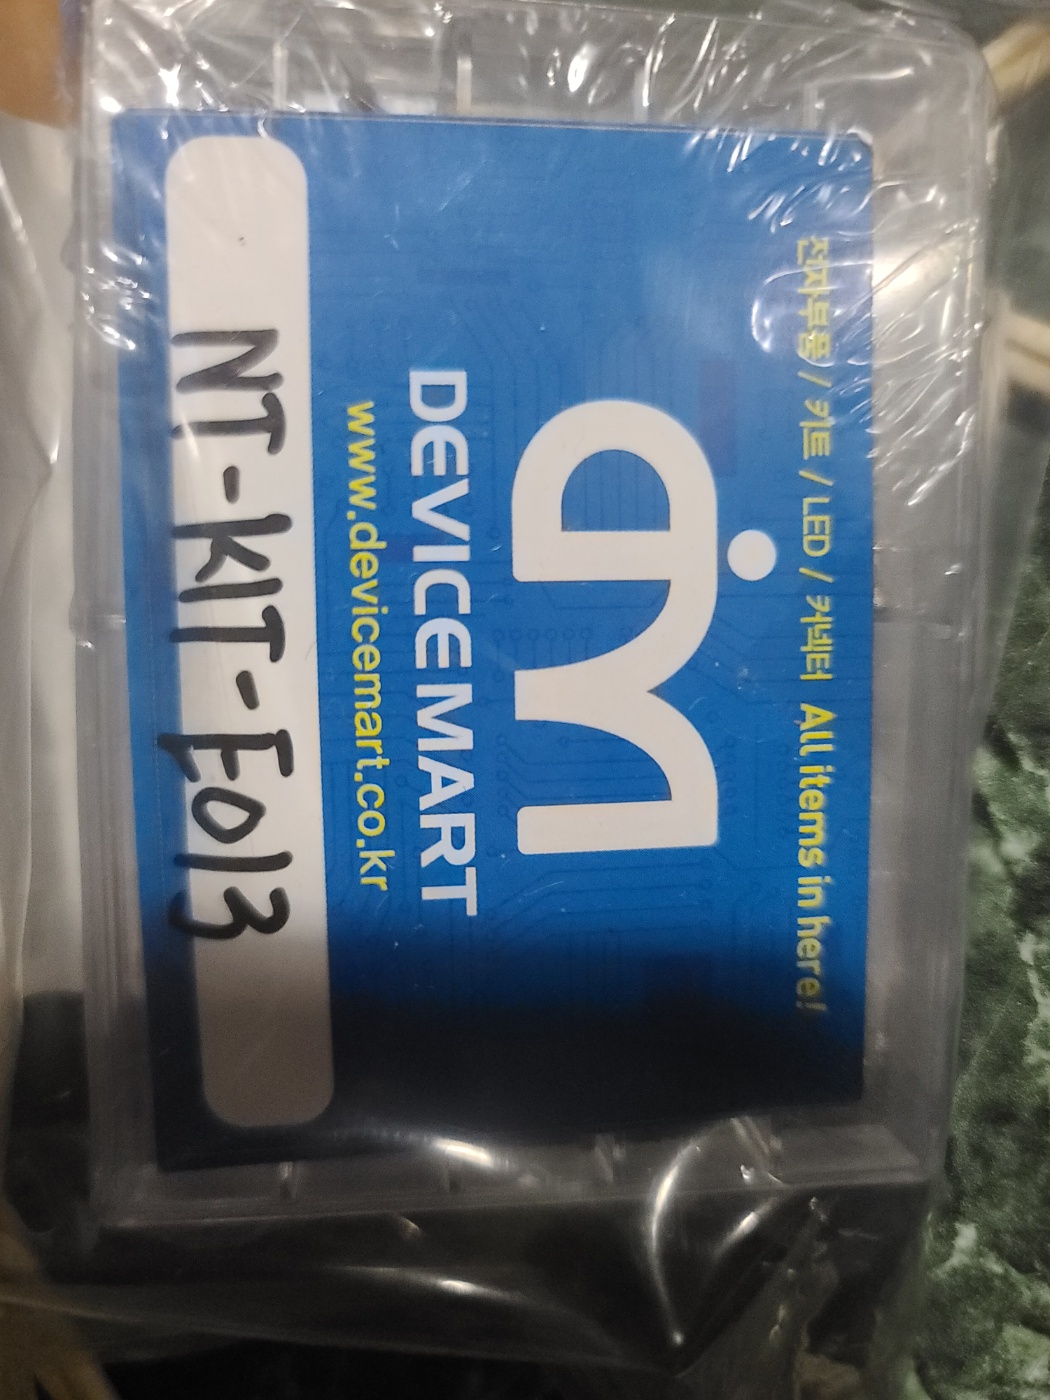 전자부품 / 키트 / LED / 커넥터 All items in here!
dm
DEVICEMART
www.devicemart.co.kr
NT-KIT-E013